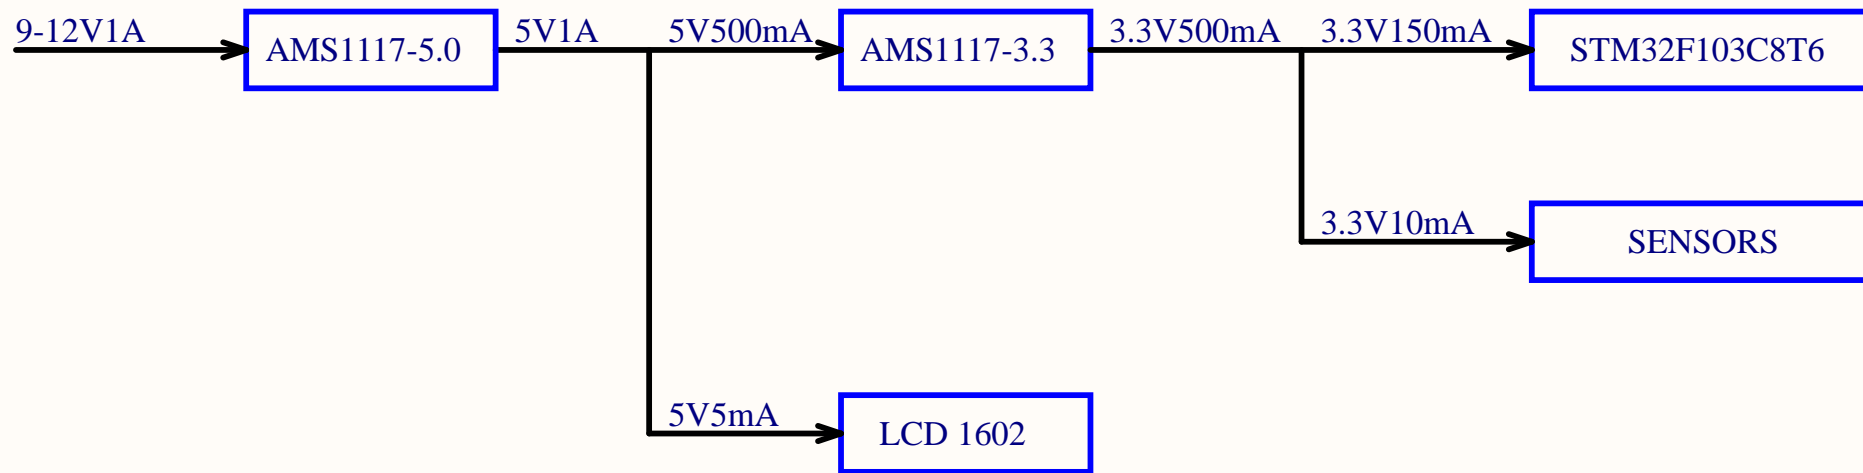 9-12V1A
AMS1117-5.0
5V1A
5V500mA
AMS1117-3.3
3.3V500mA
3.3V150mA
STM32F103C8T6
3.3V10mA
SENSORS
5V5mA
LCD 1602